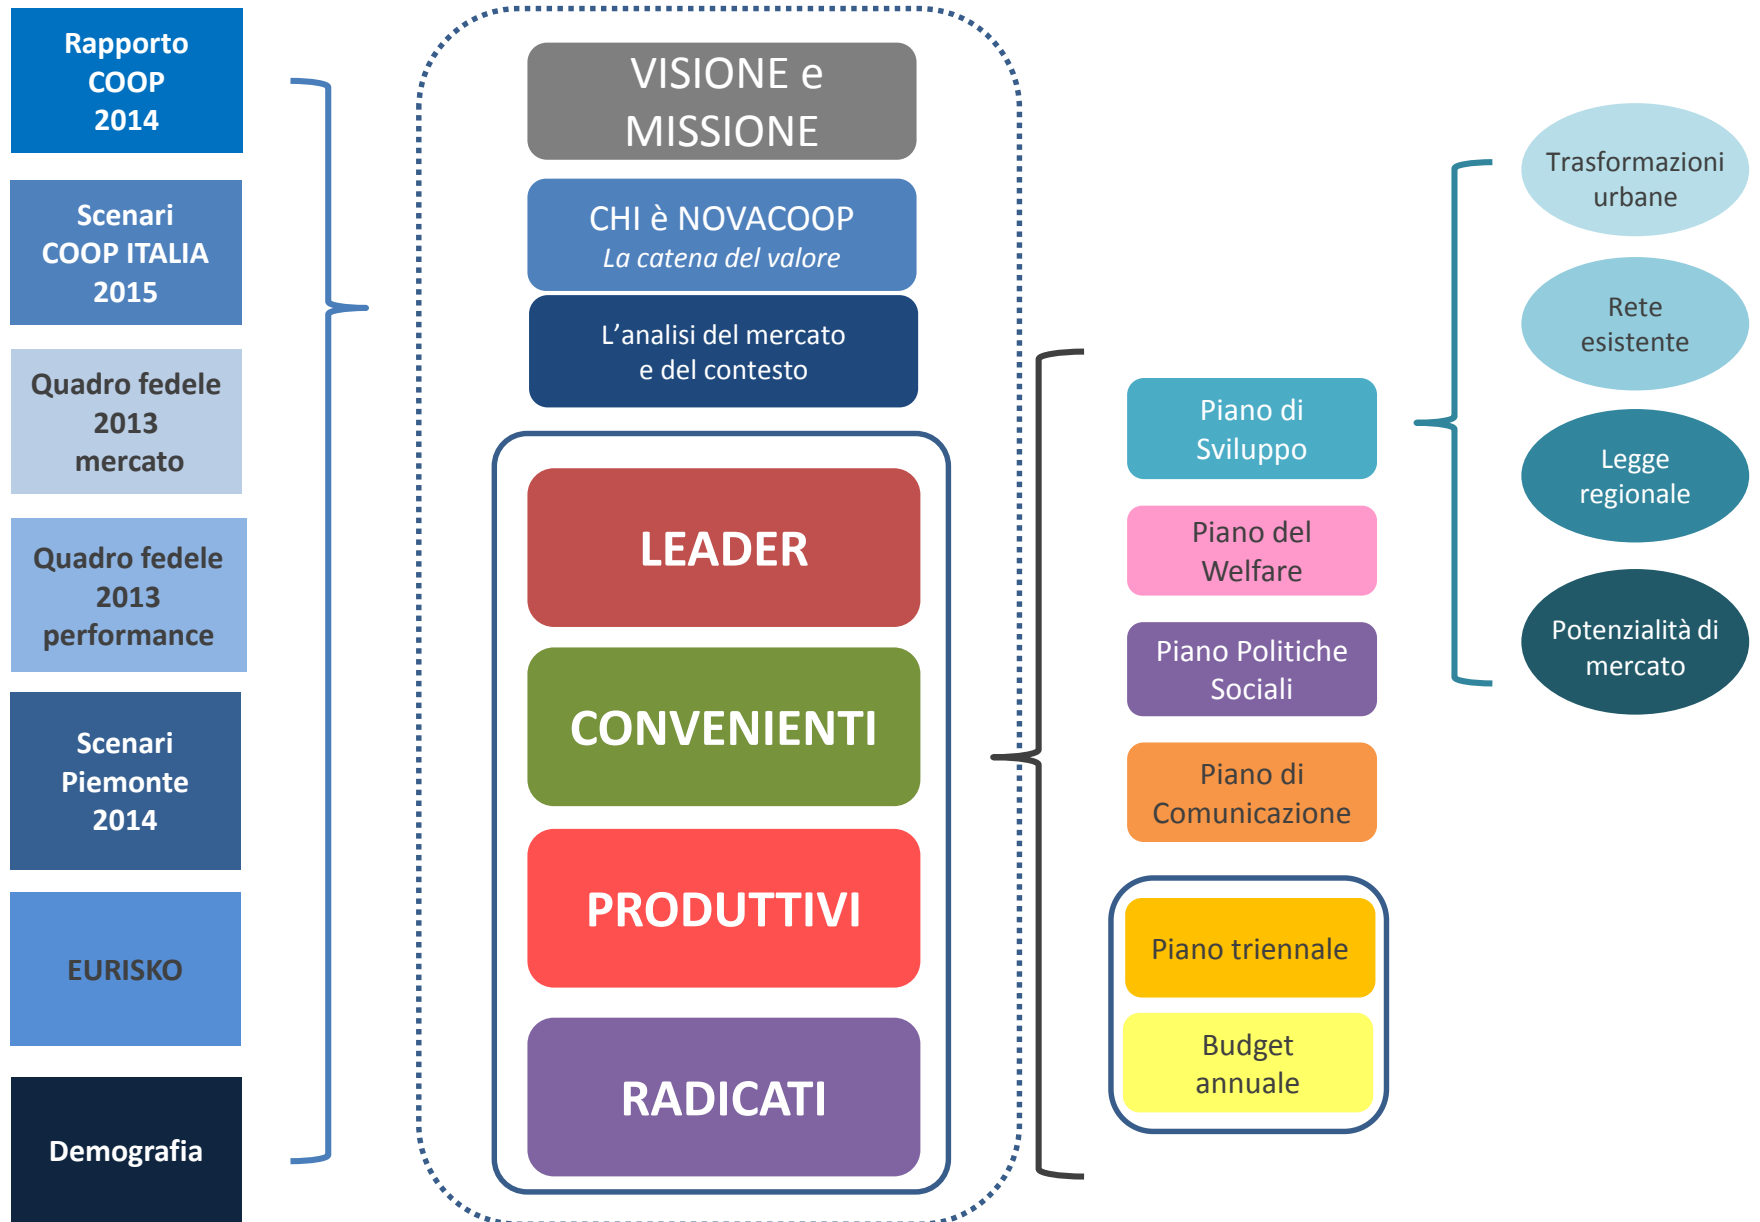 Rapporto
COOP
2014
Scenari
COOP ITALIA
2015
Quadro fedele
2013
mercato
Quadro fedele
2013
performance
Scenari
Piemonte
2014
EURISKO
Demografia
VISIONE e
MISSIONE
CHI è NOVACOOP
La catena del valore
L’analisi del mercato
e del contesto
LEADER
CONVENIENTI
PRODUTTIVI
RADICATI
Piano di
Sviluppo
Piano del
Welfare
Piano Politiche
Sociali
Piano di
Comunicazione
Piano triennale
Budget
annuale
Trasformazioni
urbane
Rete
esistente
Legge
regionale
Potenzialità di
mercato